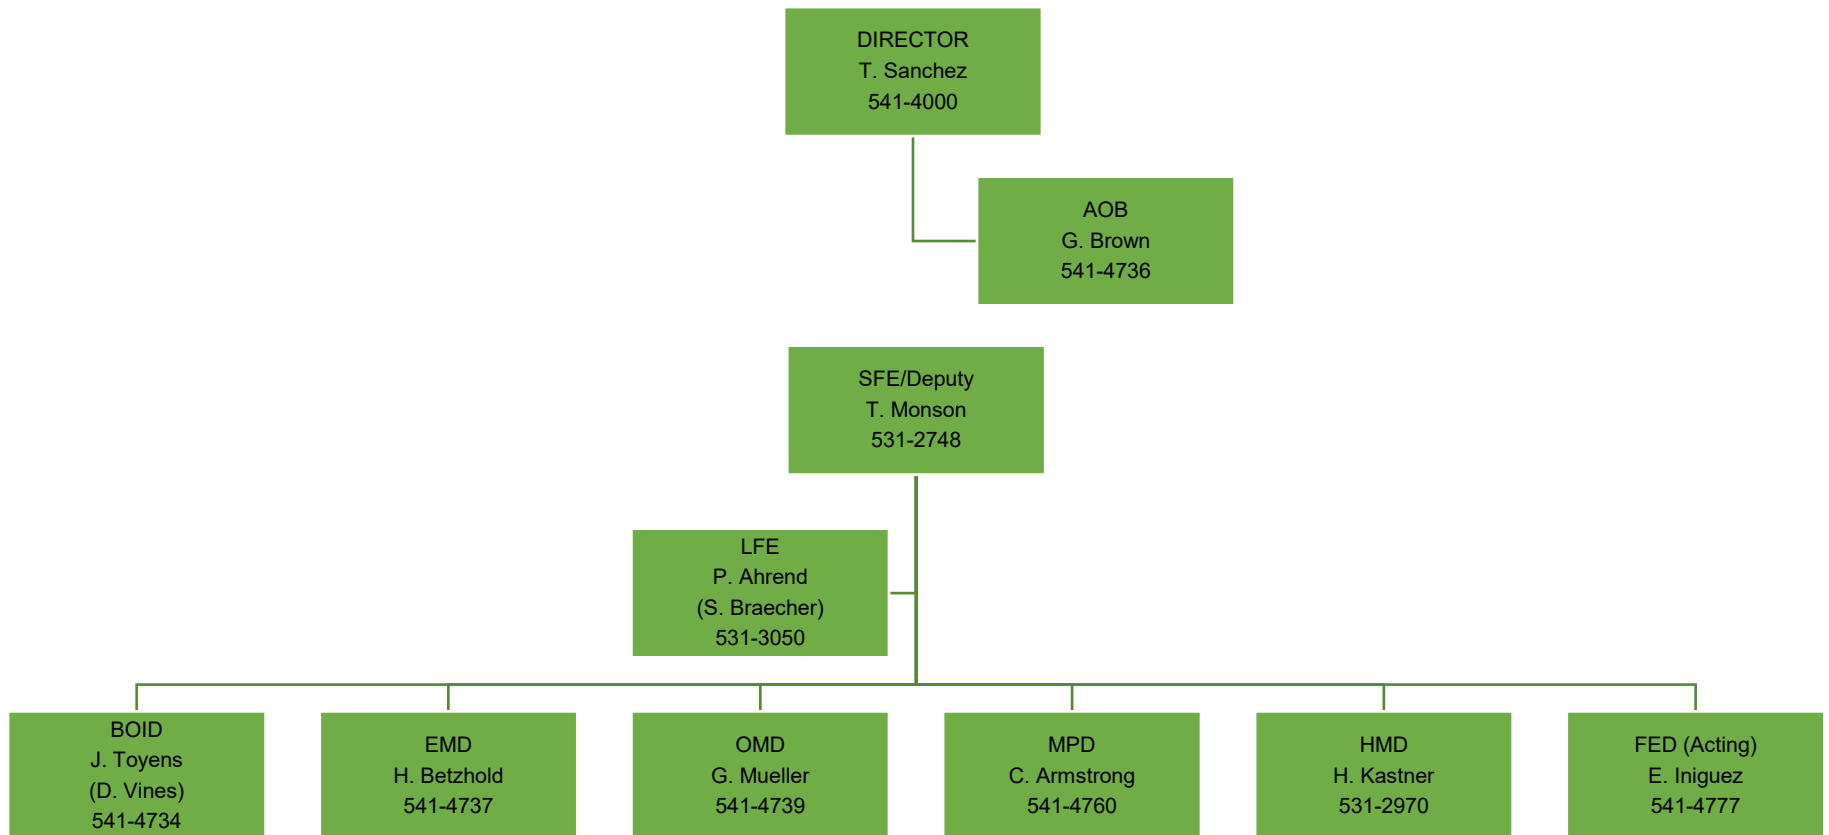 DIRECTOR
T. Sanchez
541-4000
AOB
G. Brown
541-4736
SFE/Deputy
T. Monson
531-2748
LFE
P. Ahrend
(S. Braecher)
531-3050
BOID
J. Toyens
(D. Vines)
541-4734
EMD
H. Betzhold
541-4737
OMD
G. Mueller
541-4739
MPD
C. Armstrong
541-4760
HMD
H. Kastner
531-2970
FED (Acting)
E. Iniguez
541-4777